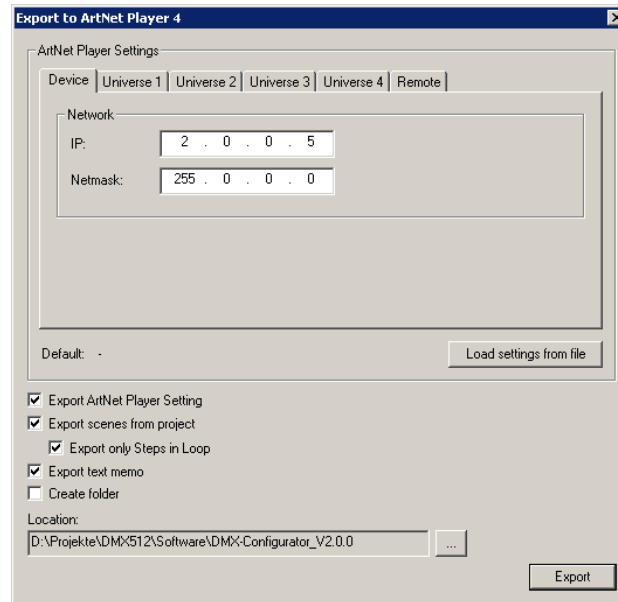 Export to ArtNet Player 4
ArtNet Player Settings
Device Universe 1 Universe 2 Universe 3 Universe 4 Remote
Network
IP: 2 . 0 . 0 . 5
Netmask: 255 . 0 . 0 . 0
Default: -
Load settings from file
Export ArtNet Player Setting
Export scenes from project
Export only Steps in Loop
Export text memo
Create folder
Location:
D:\Projekte\DMX512\Software\DMX-Configurator_V2.0.0
...
Export